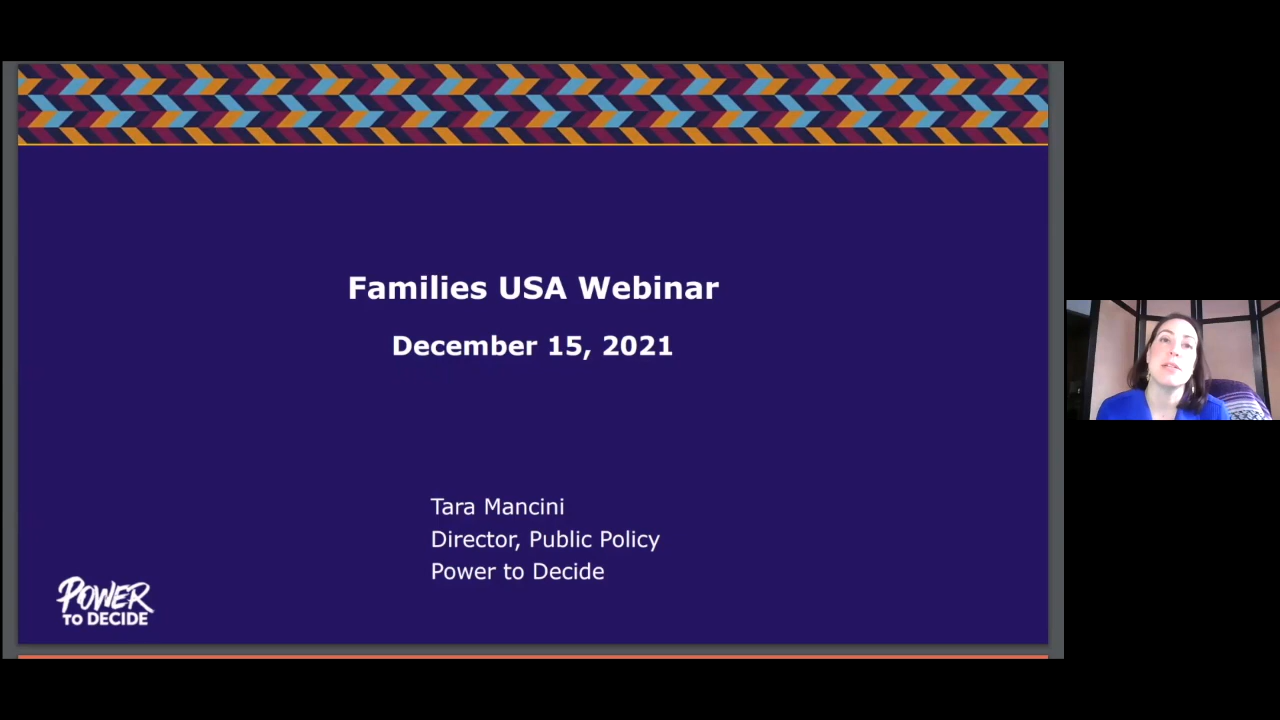 Families USA Webinar
December 15, 2021
Tara Mancini
Director, Public Policy
Power to Decide
POWER
TO DECIDE